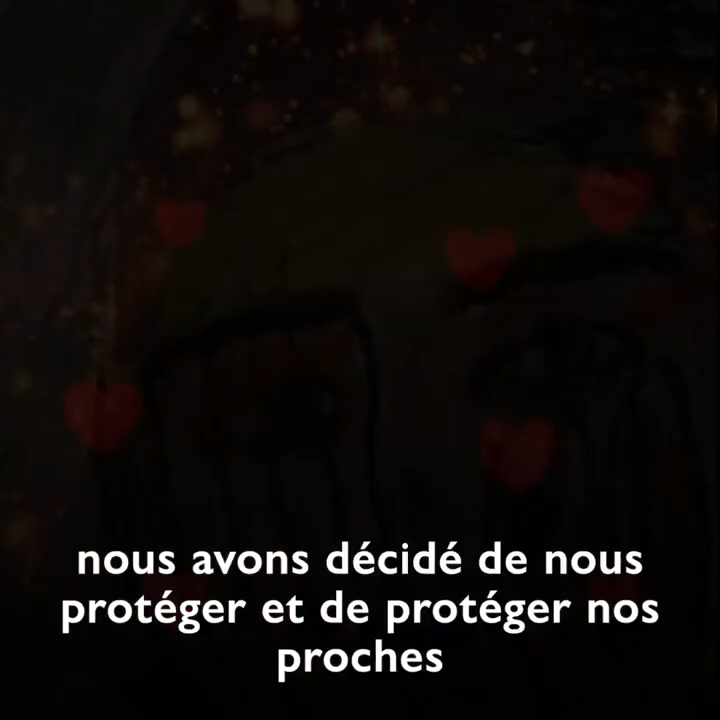 nous avons décidé de nous
protéger et de protéger nos
proches